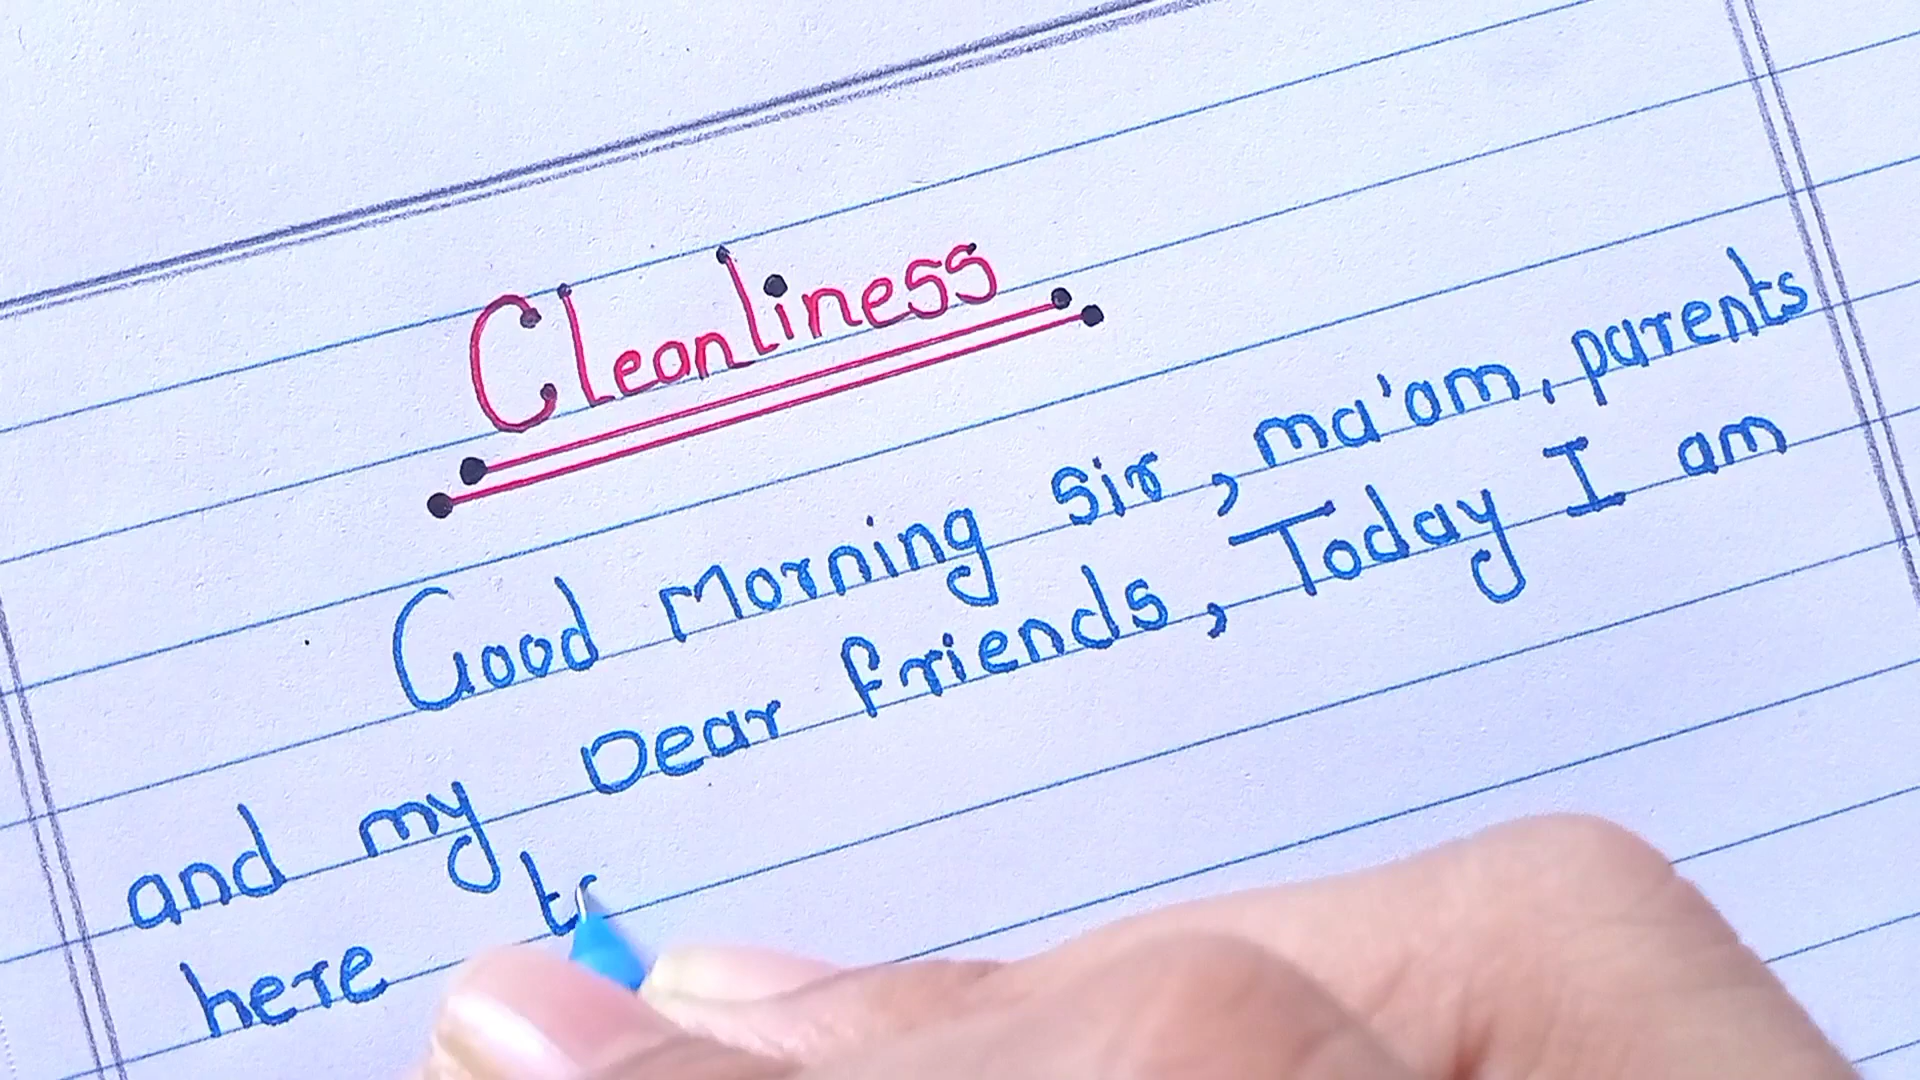 Cleanliness
Good Morning Sir, ma'am, parents
and my Dear friends, Today I am
here